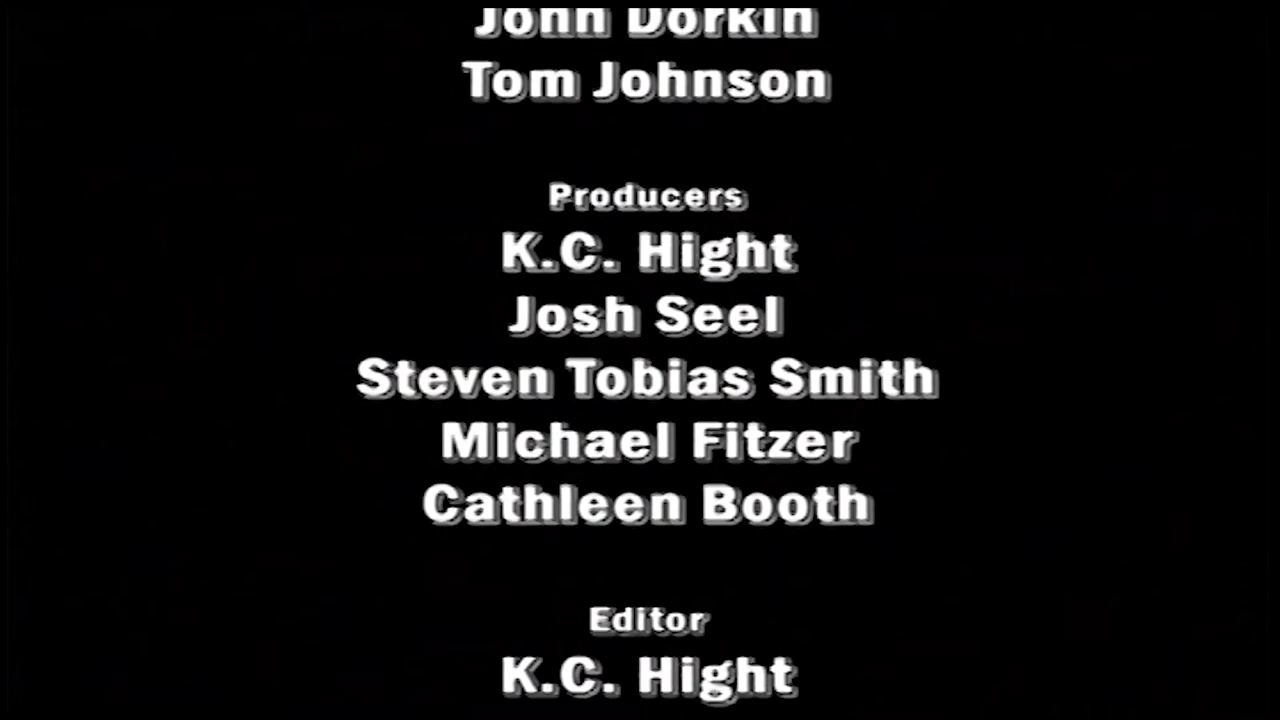 John Dorkin
Tom Johnson
Producers
K.C. Hight
Josh Seel
Steven Tobias Smith
Michael Fitzer
Cathleen Booth
Editor
K.C. Hight